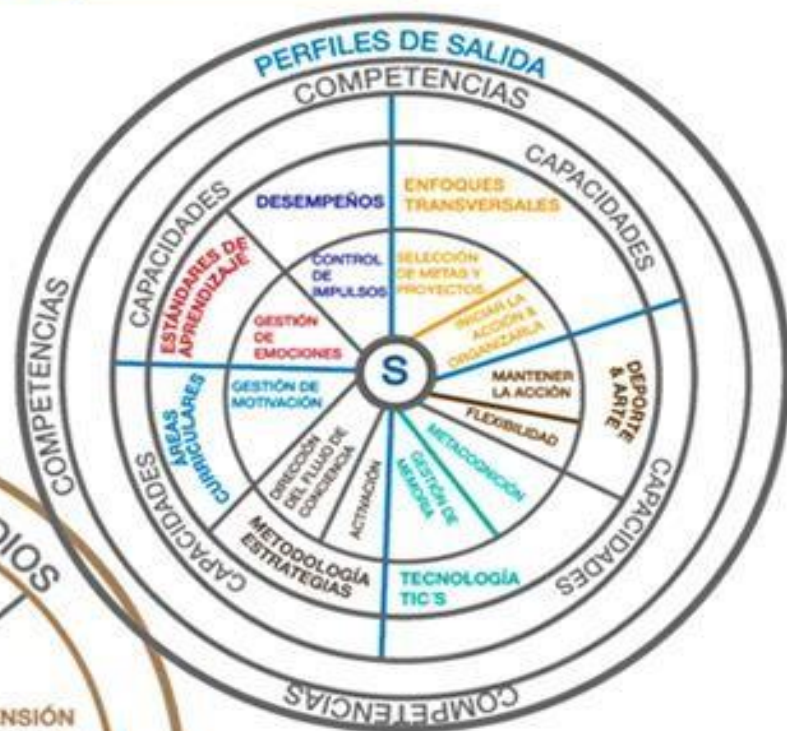 PERFILES DE SALIDA
COMPETENCIAS
CAPACIDADES
CAPACIDADES
DESEMPEÑOS
ENFOQUES
TRANSVERSALES
ESTÁNDARES DE
APRENDIZAJE
CONTROL
DE
IMPULSOS
SELECCIÓN
DE METAS Y
PROYECTOS
INICIAR LA
ACCIÓN &
ORGANIZARLA
GESTIÓN
DE
EMOCIONES
S
COMPETENCIAS
ÁREAS
CURRICULARES
GESTIÓN DE
MOTIVACIÓN
MANTENER
LA ACCIÓN
FLEXIBILIDAD
DEPORTE
& ARTE
DIRECCIÓN
DEL FLUJO DE
CONCIENCIA
ACTIVACIÓN
METACOGNICIÓN
GESTIÓN DE
MEMORIA
CAPACIDADES
CAPACIDADES
METODOLOGÍA
ESTRATEGIAS
TECNOLOGÍA
TIC'S
COMPETENCIAS
SOIC
ENSIÓN